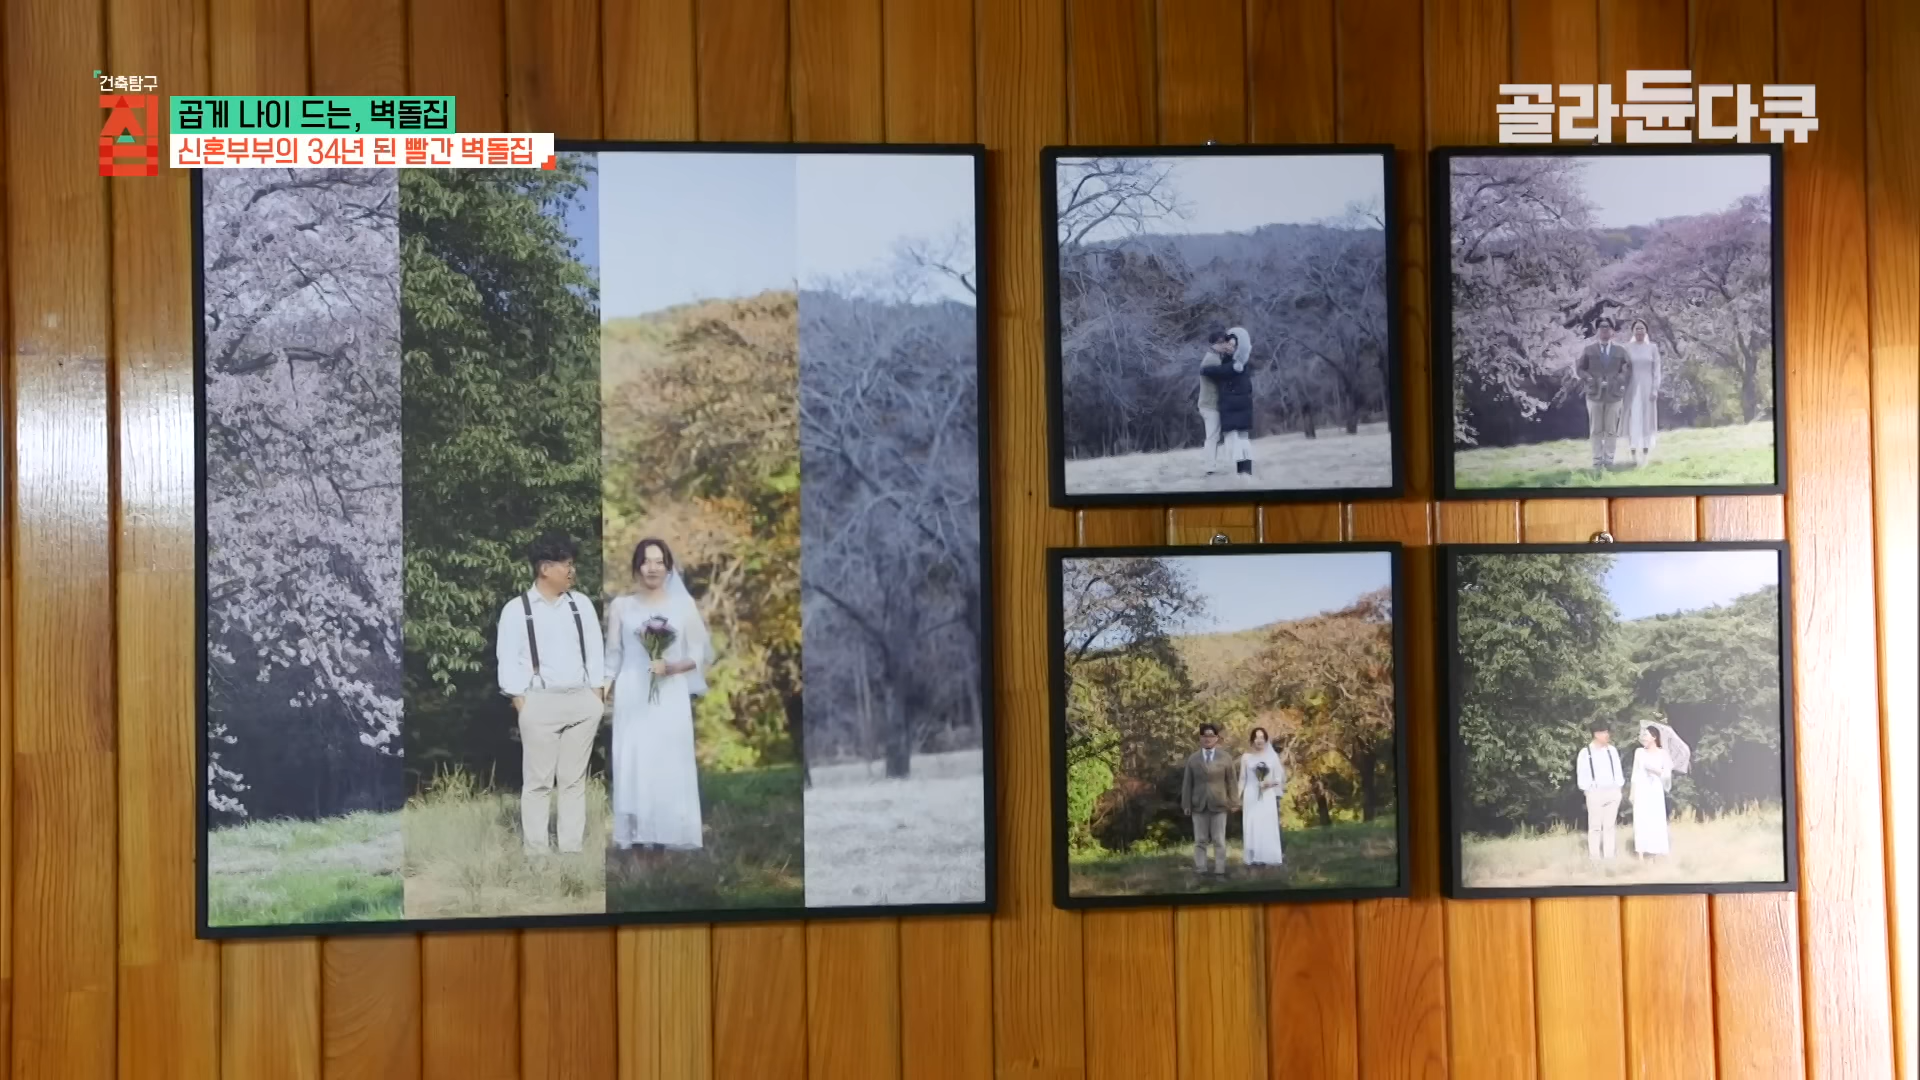 건축탐구
집
곱게 나이 드는, 벽돌집
신혼부부의 34년 된 빨간 벽돌집
골라듄다큐